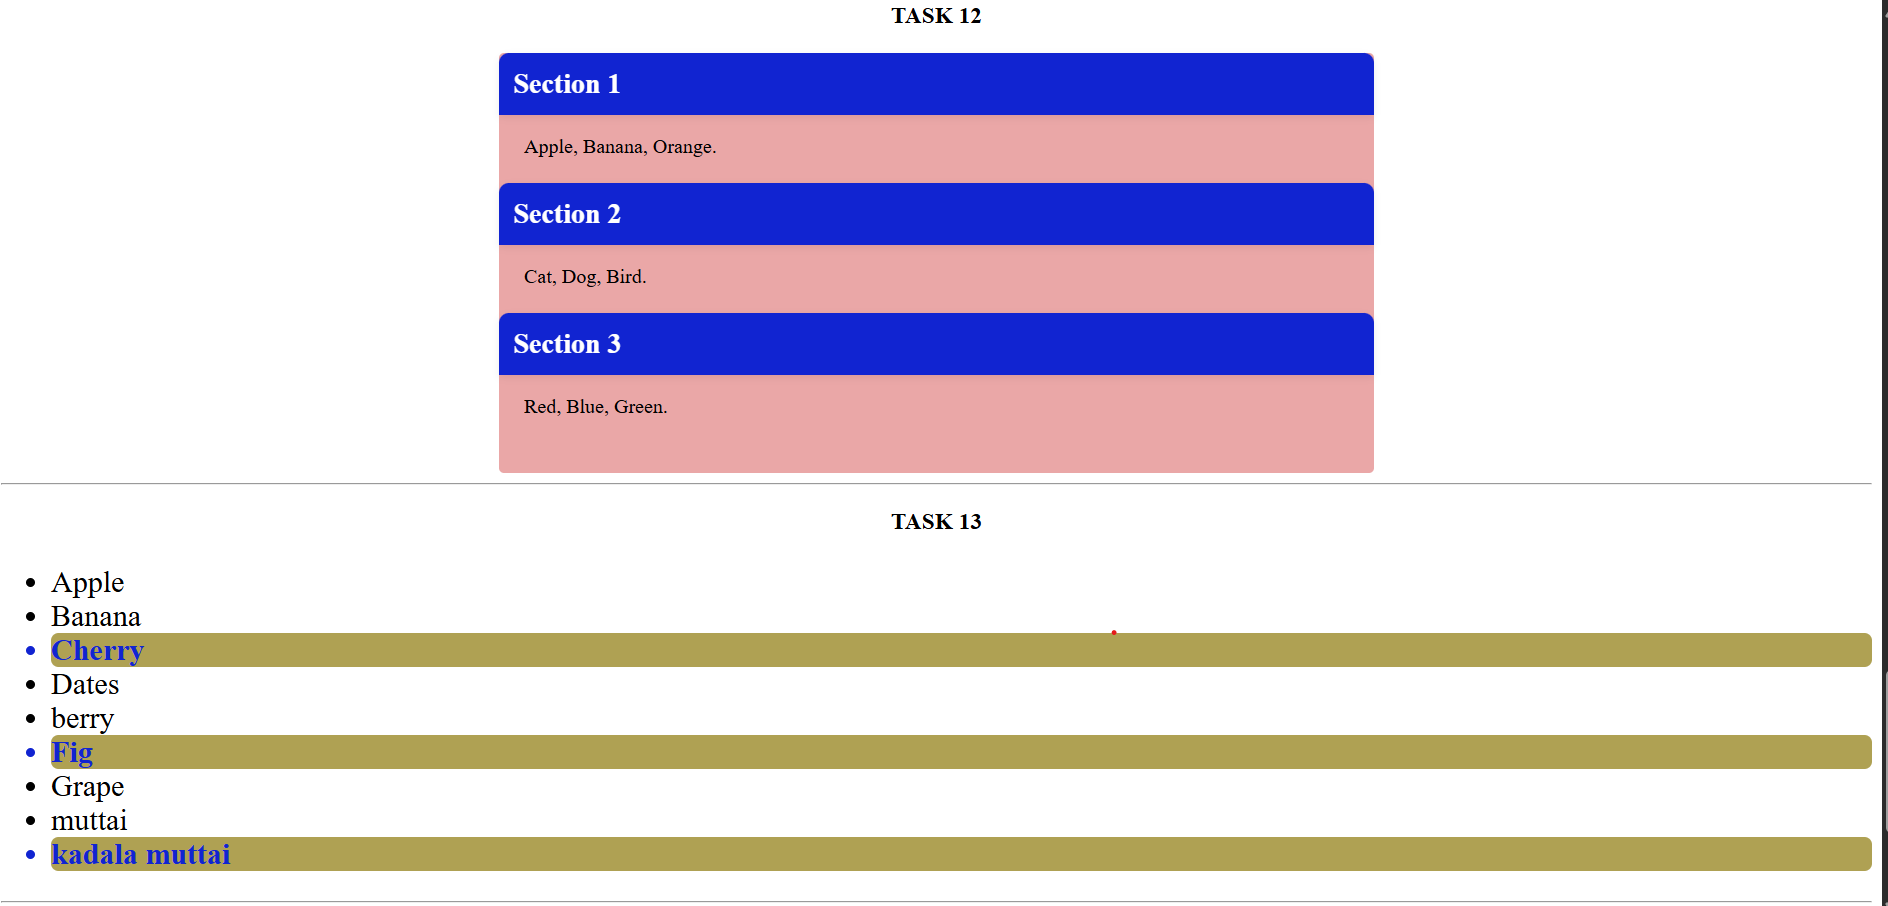 TASK 12
Section 1
Apple, Banana, Orange.
Section 2
Cat, Dog, Bird.
Section 3
Red, Blue, Green.
TASK 13
Apple
Banana
Cherry
Dates
berry
Fig
Grape
muttai
kadala muttai